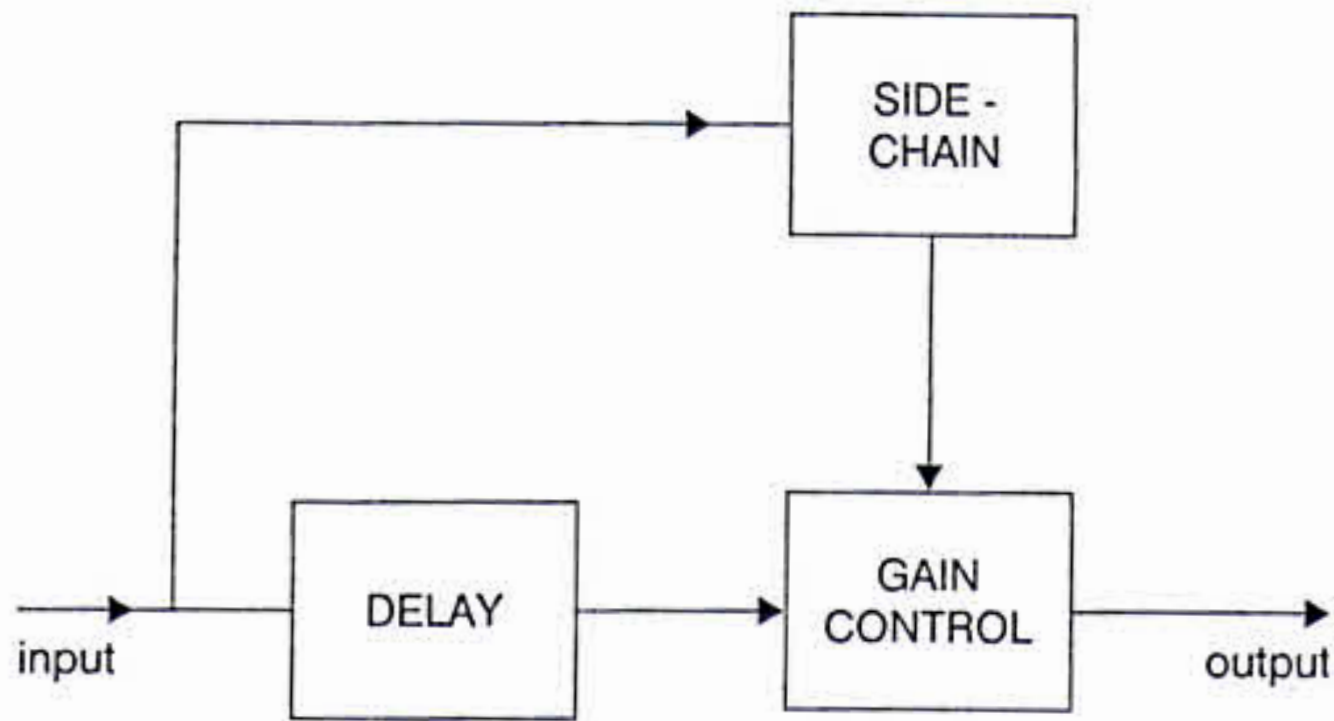 SIDE -
CHAIN
DELAY
GAIN
CONTROL
input
output